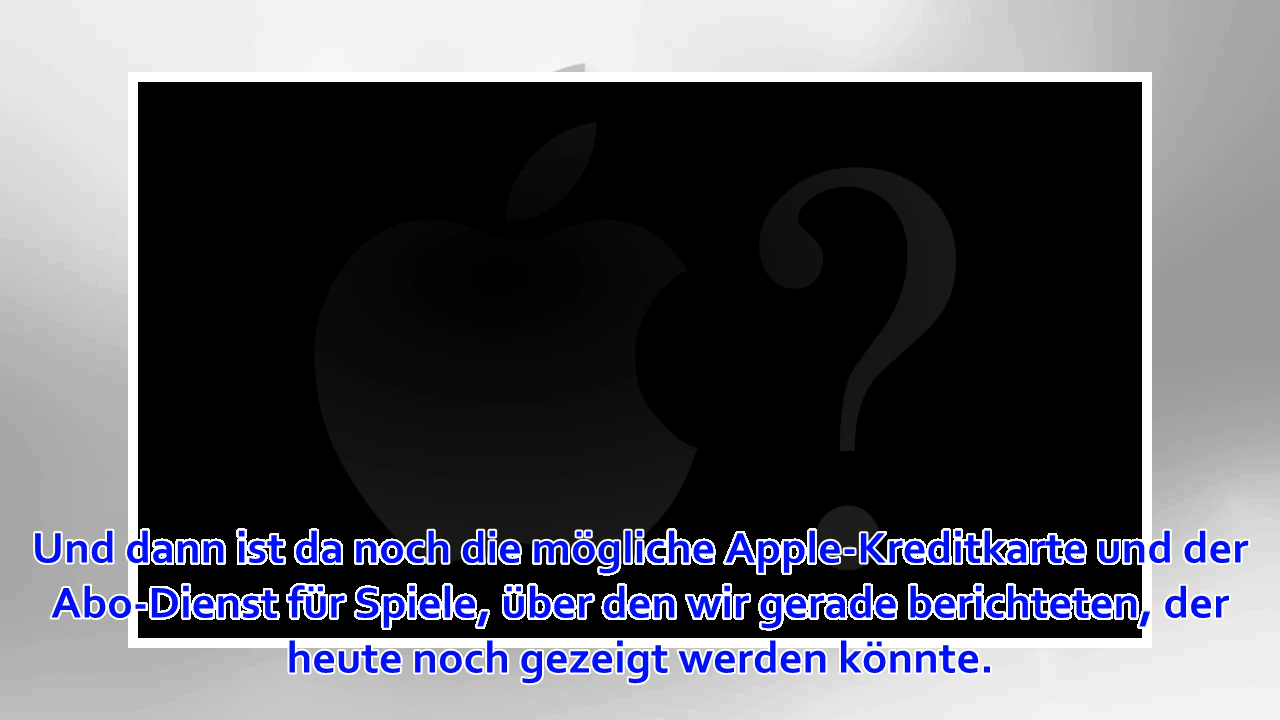 Und dann ist da noch die mögliche Apple-Kreditkarte und der
Abo-Dienst für Spiele, über den wir gerade berichteten, der
heute noch gezeigt werden könnte.
?